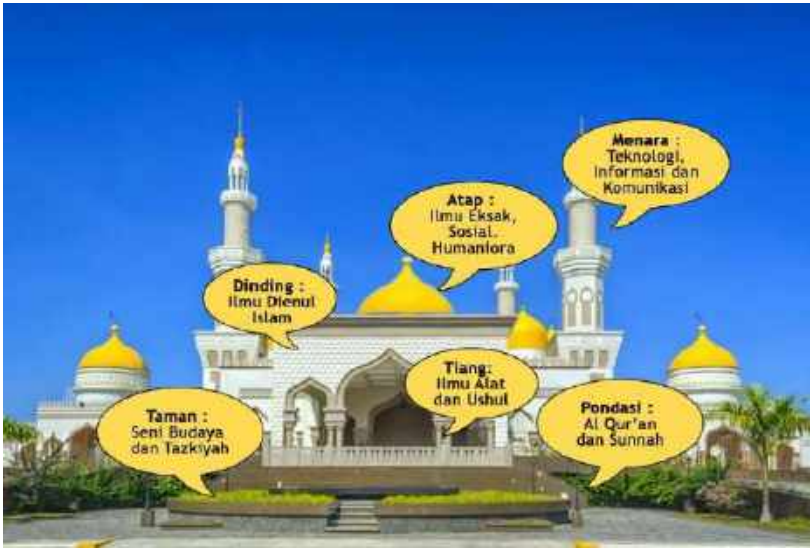 Menara :
Teknologi,
Informasi dan
Komunikasi
Atap :
Ilmu Eksak,
Sosial.
Humaniora
Dinding :
Ilmu Dienul
Islam
Tiang:
Ilmu Alat
dan Ushul
Taman :
Seni Budaya
dan Tazkiyah
Pondasi :
Al Qur'an
dan Sunnah